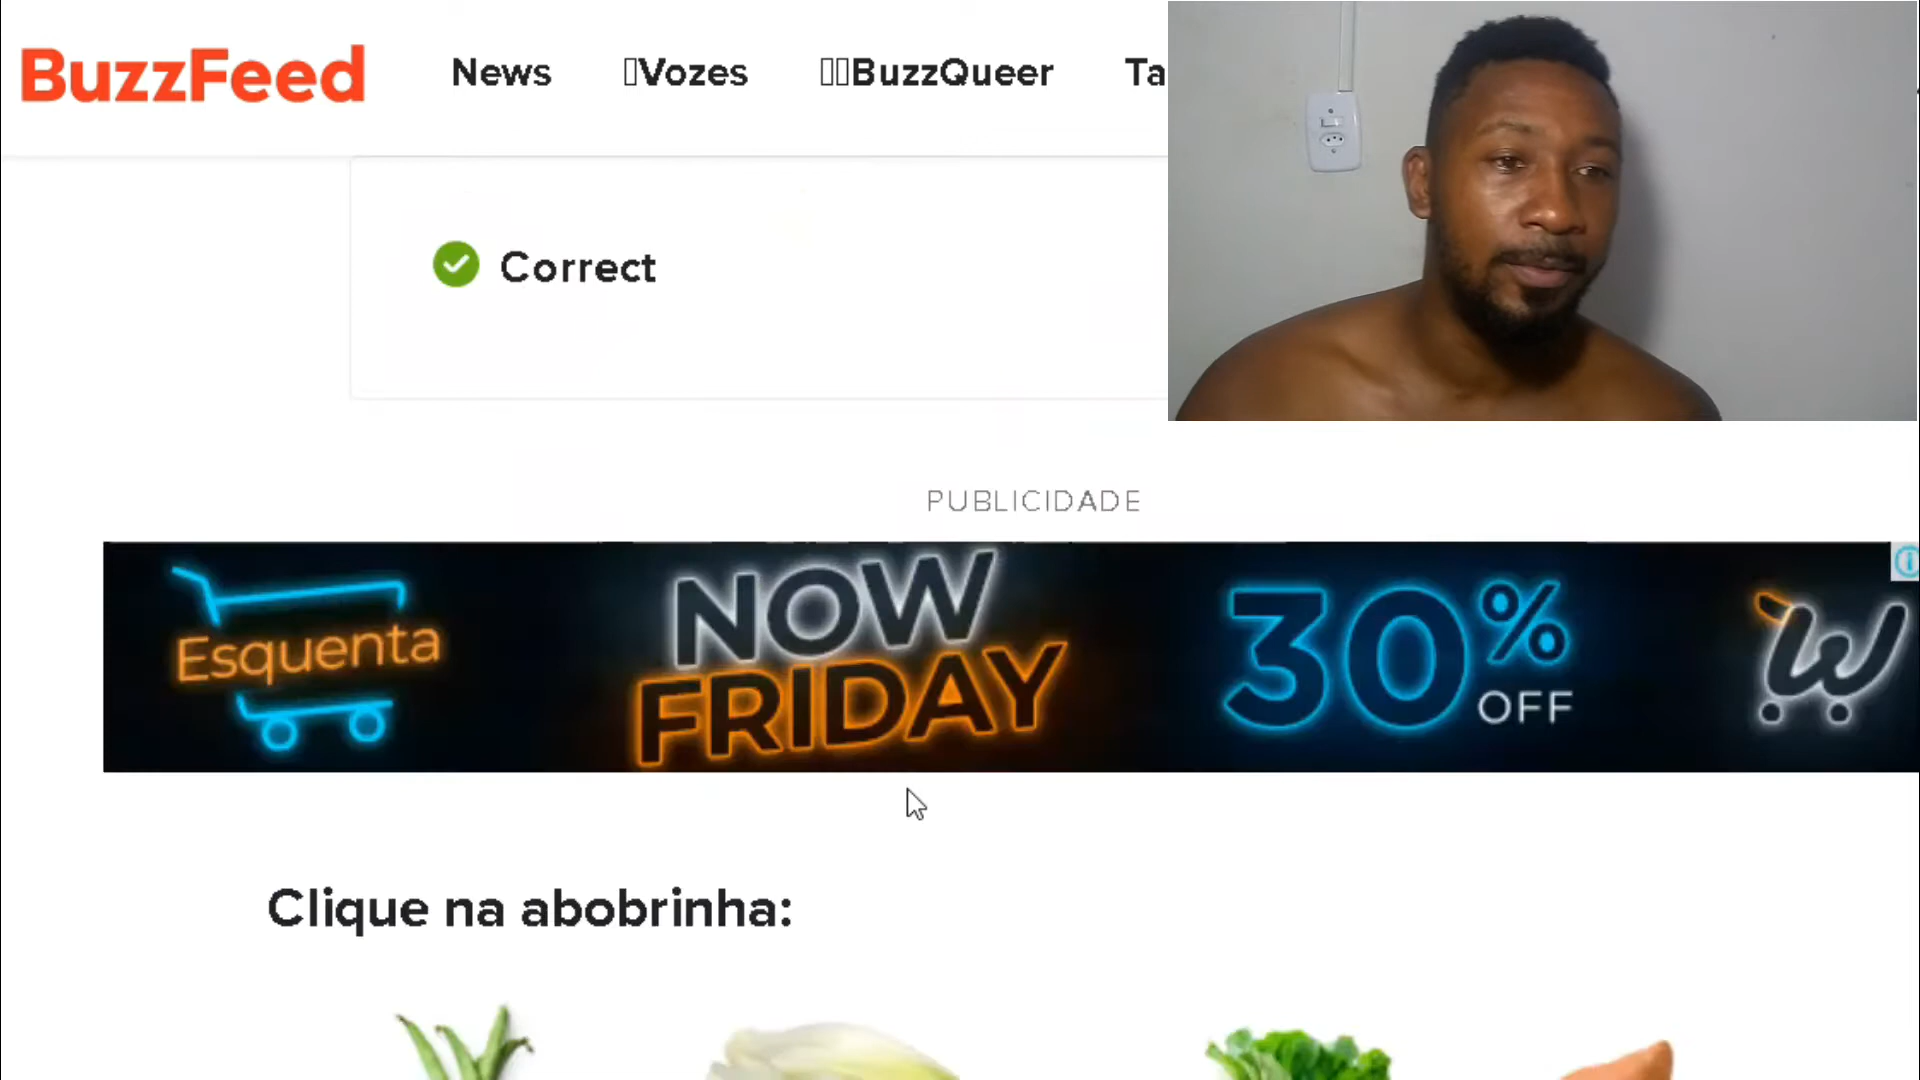 BuzzFeed News Vozes BuzzQueer Ta
Correct
PUBLICIDADE
Esquenta
NOW
FRIDAY
30%
OFF
Clique na abobrinha: